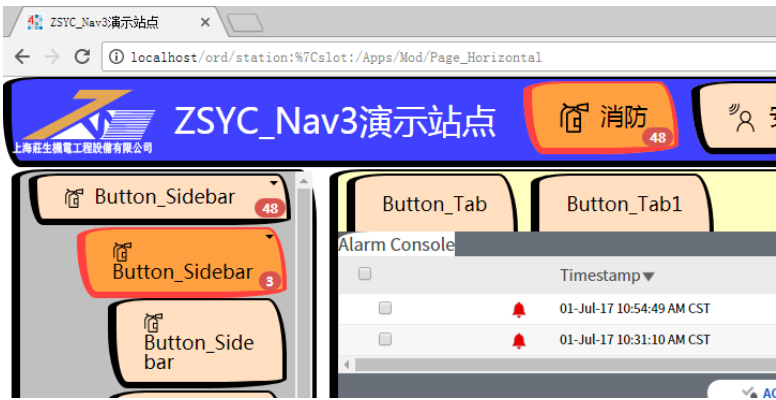 ZSYC_Nav3演示站点
localhost/ord/station:%7Cslot:/Apps/Mod/Page_Horizontal
上海莊生機電工程設備有限公司
ZSYC_Nav3演示站点
消防
48
Button_Sidebar
48
Button_Sidebar
3
Button_Side
bar
Button_Tab
Button_Tab1
Alarm Console
Timestamp
01-Jul-17 10:54:49 AM CST
01-Jul-17 10:31:10 AM CST